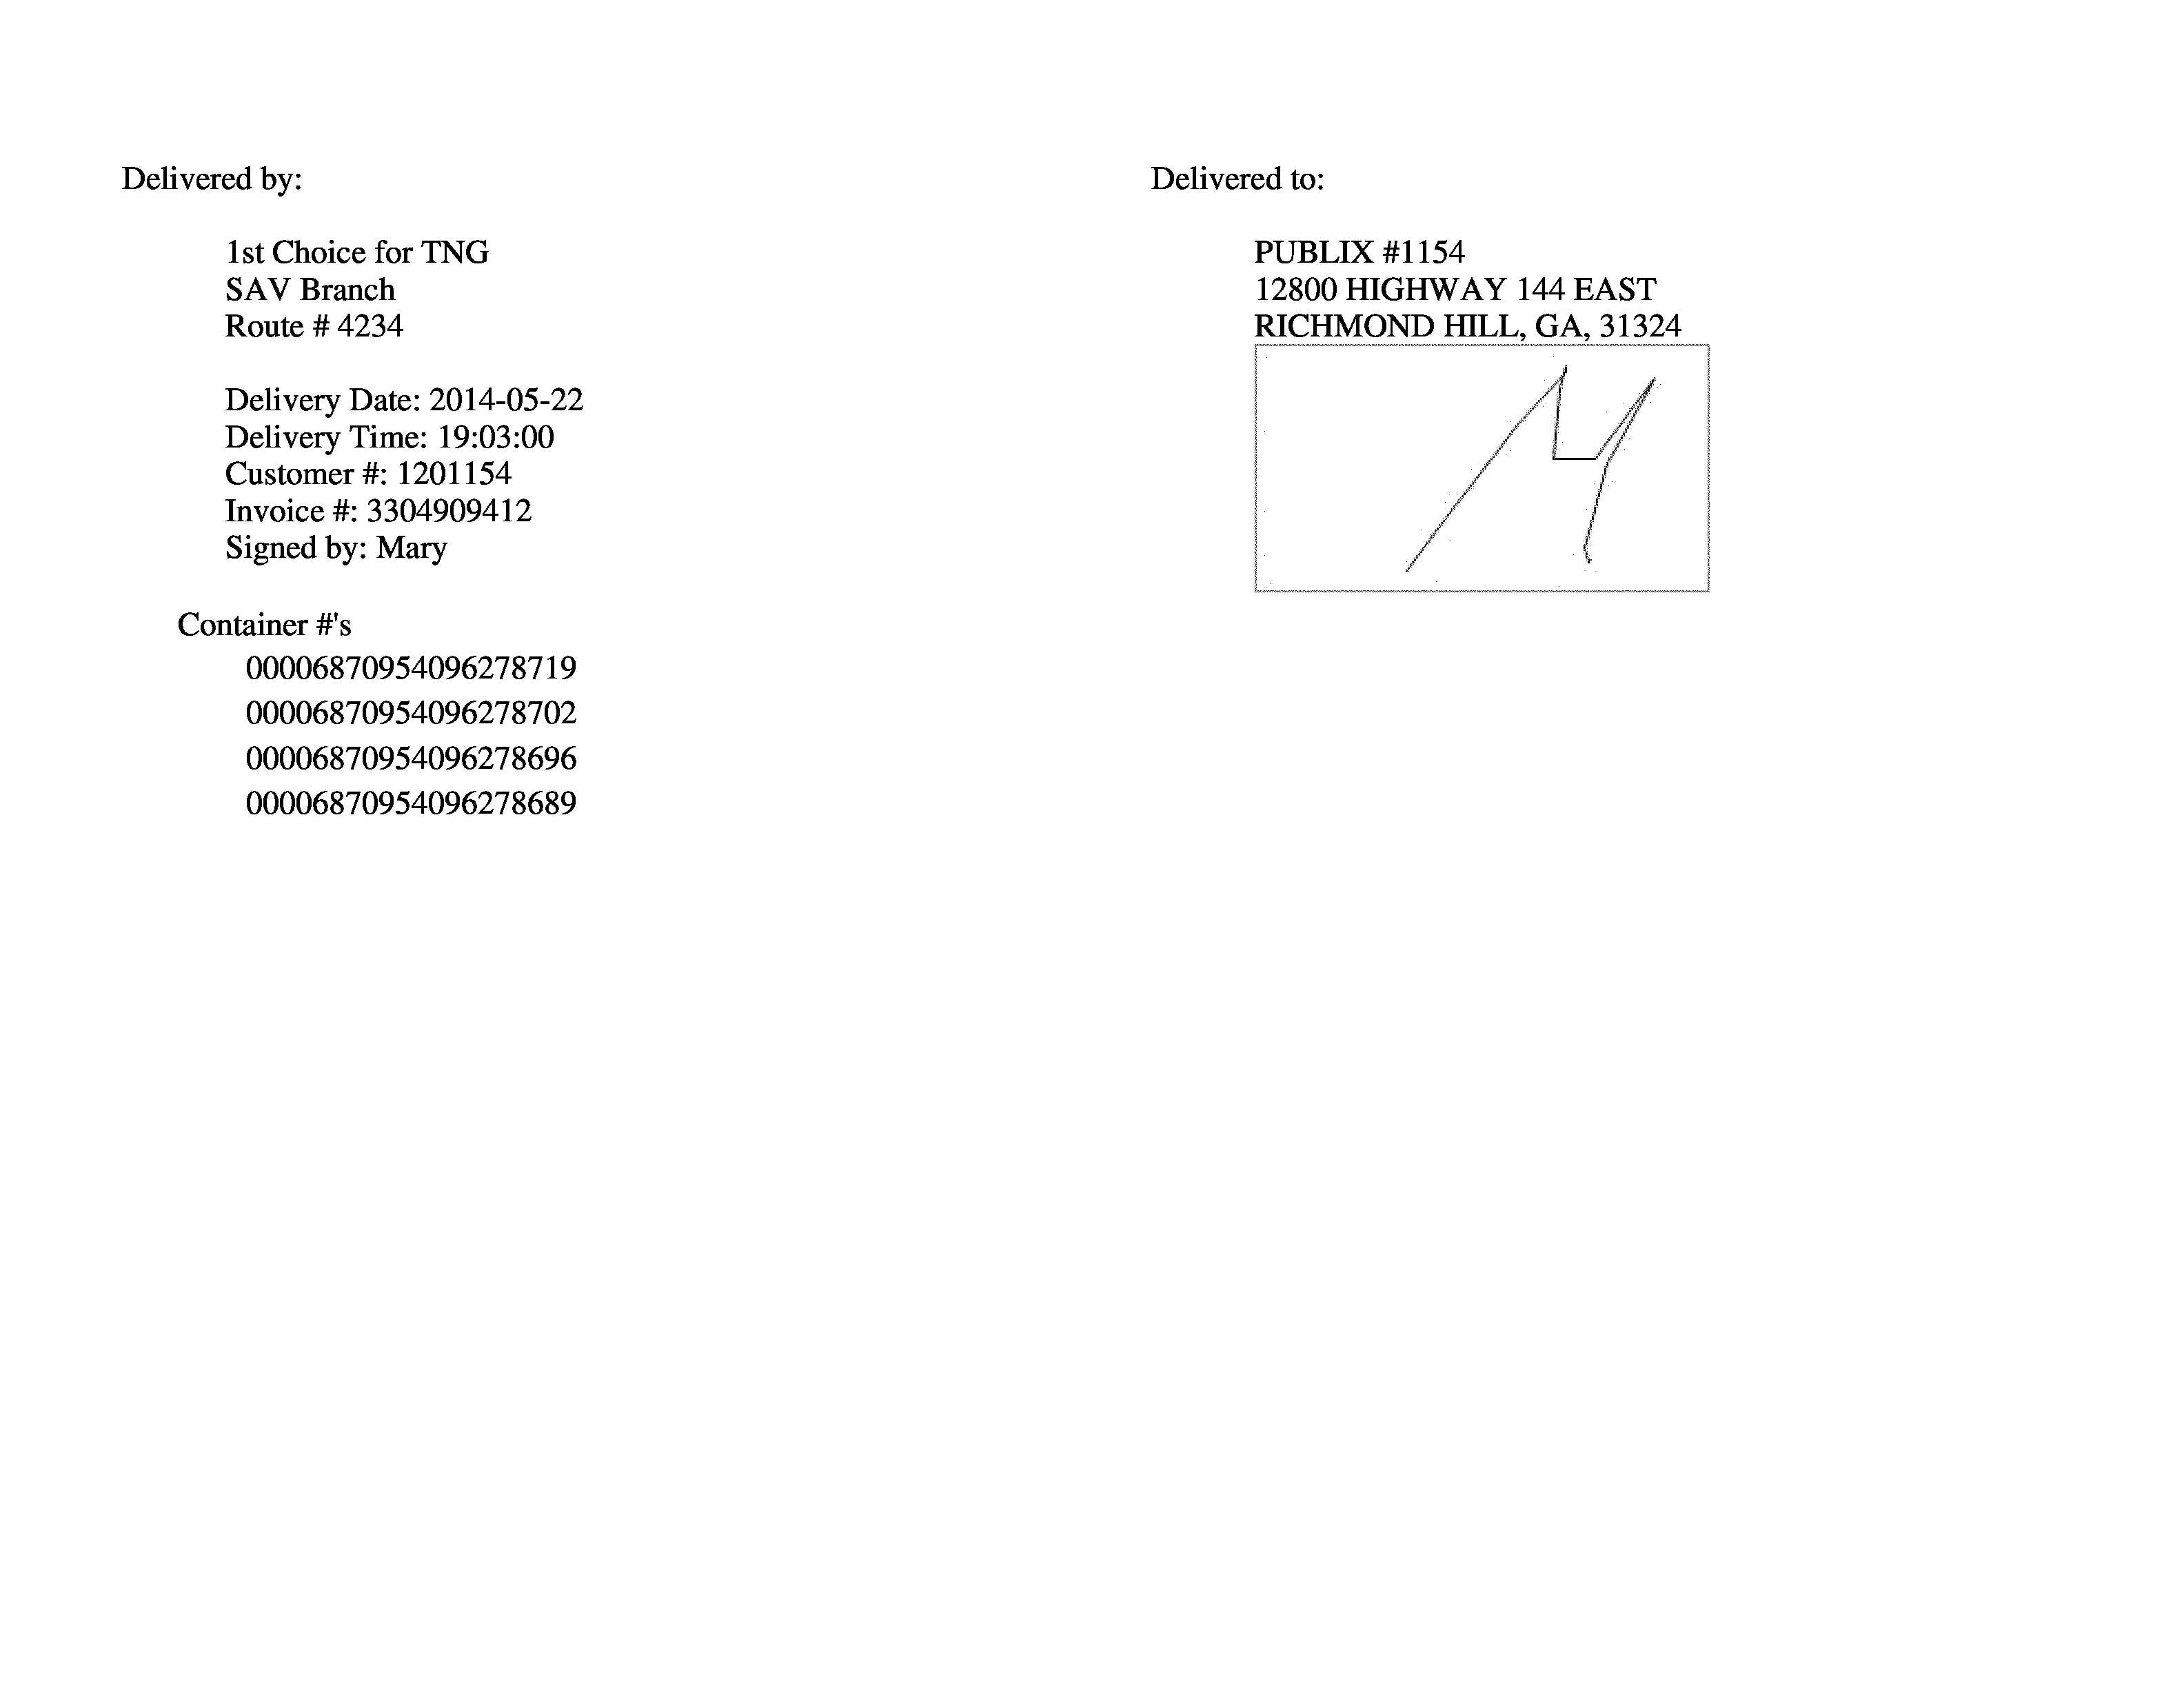 Delivered by:
1st Choice for TNG
SAV Branch
Route # 4234
Delivery Date: 2014-05-22
Delivery Time: 19:03:00
Customer #: 1201154
Invoice #: 3304909412
Signed by: Mary
Container #'s
00006870954096278719
00006870954096278702
00006870954096278696
00006870954096278689
Delivered to:
PUBLIX #1154
12800 HIGHWAY 144 EAST
RICHMOND HILL, GA, 31324
M